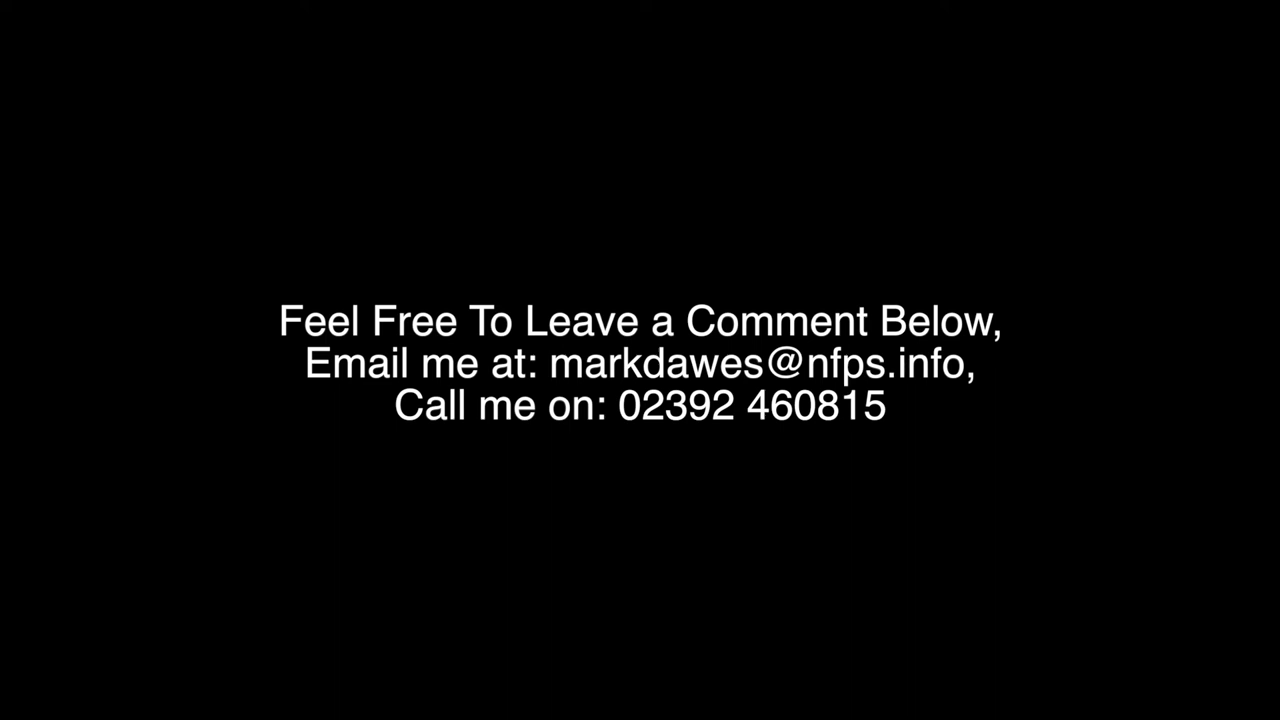 Feel Free To Leave a Comment Below,
Email me at: markdawes@nfps.info,
Call me on: 02392 460815